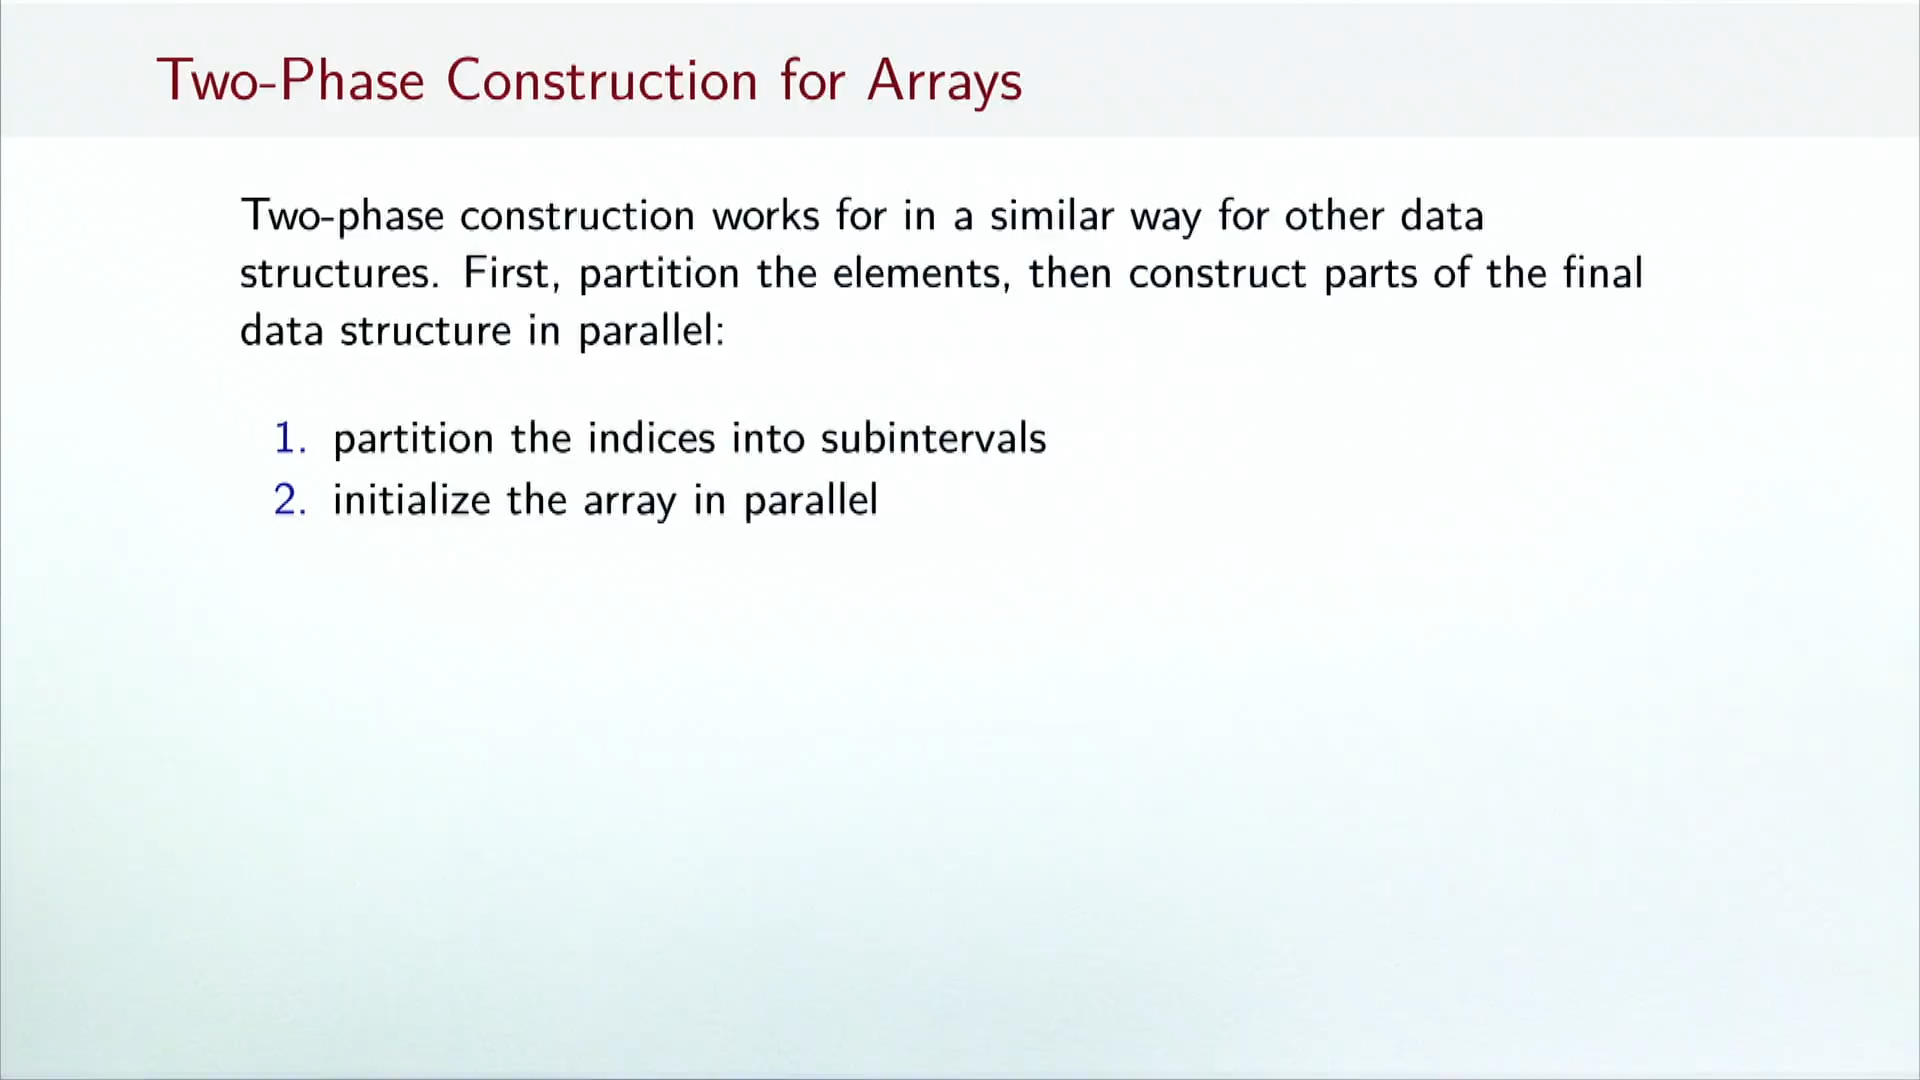 Two-Phase Construction for Arrays
Two-phase construction works for in a similar way for other data
structures. First, partition the elements, then construct parts of the final
data structure in parallel:
1. partition the indices into subintervals
2. initialize the array in parallel